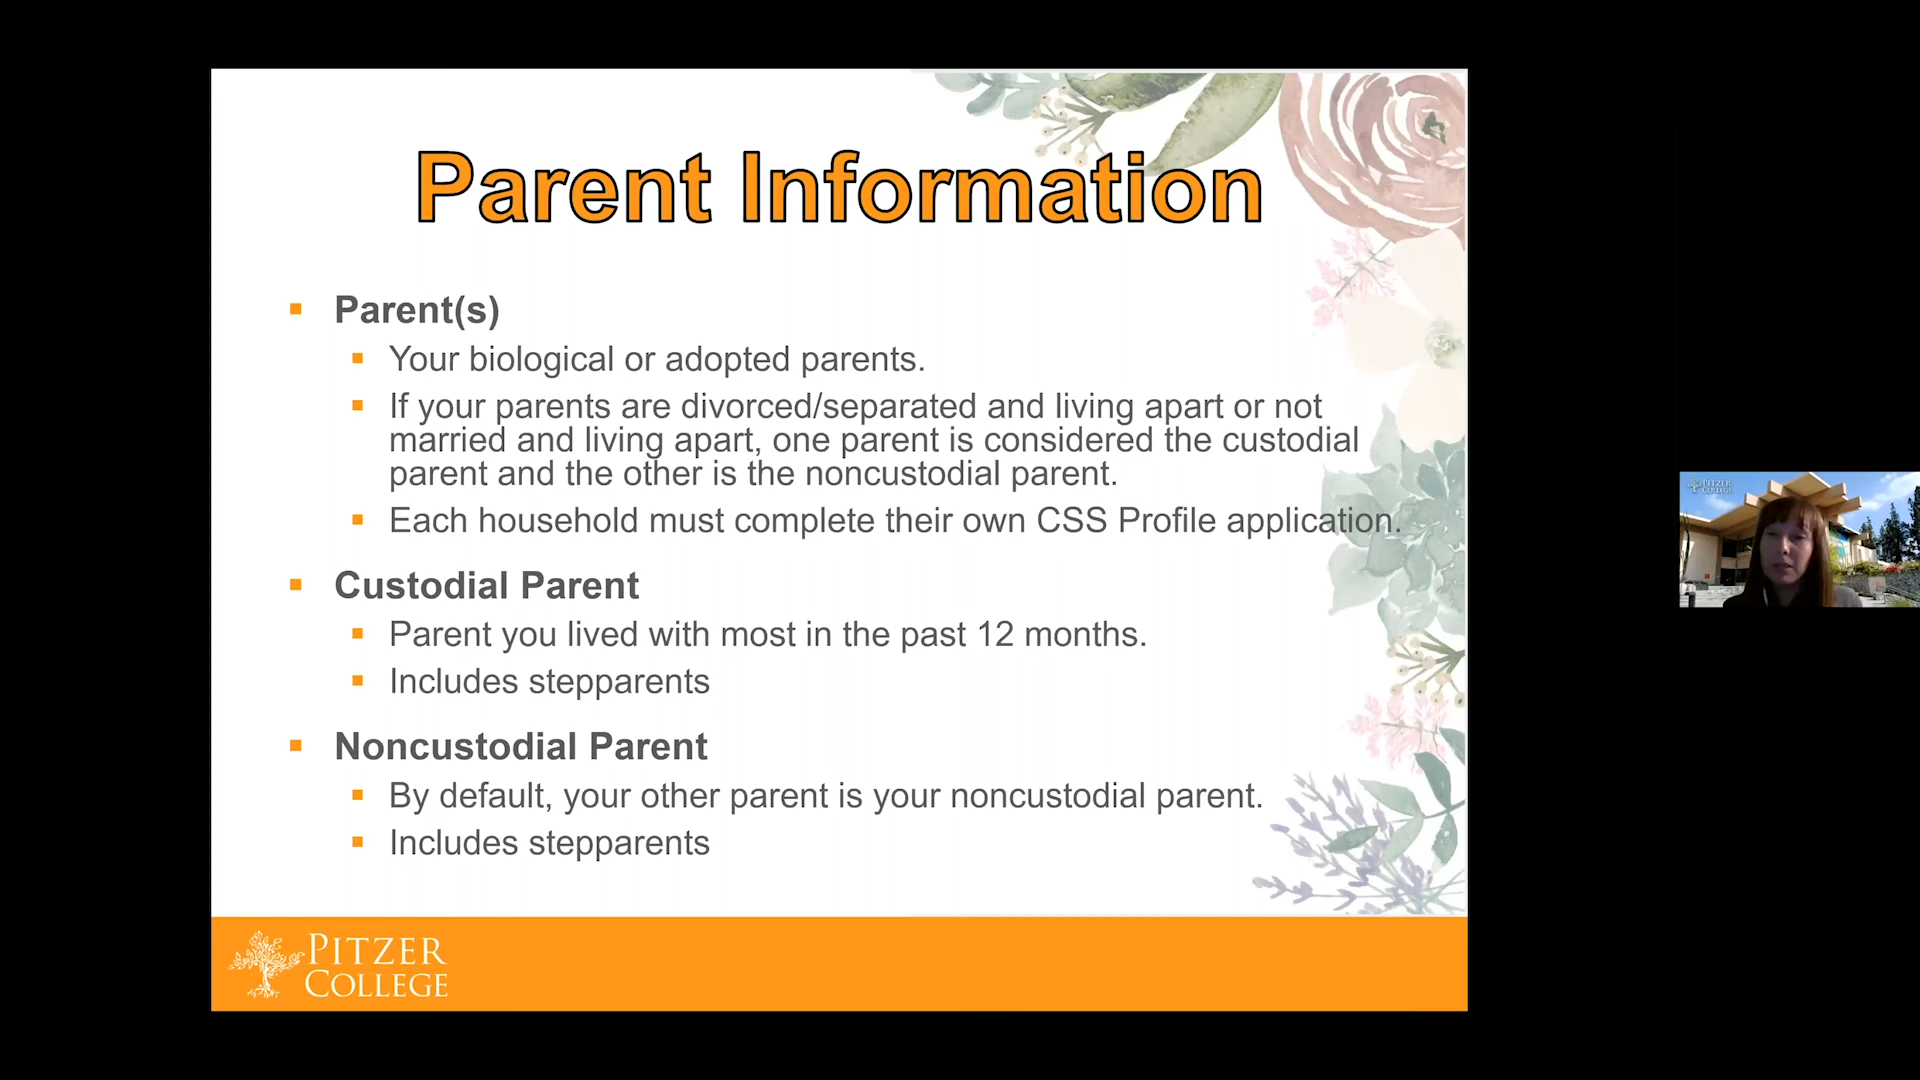 Parent Information
Parent(s)
Your biological or adopted parents.
If your parents are divorced/separated and living apart or not
married and living apart, one parent is considered the custodial
parent and the other is the noncustodial parent.
Each household must complete their own CSS Profile application.
Custodial Parent
Parent you lived with most in the past 12 months.
Includes stepparents
Noncustodial Parent
By default, your other parent is your noncustodial parent.
Includes stepparents
PITZER
COLLEGE
PITZER
COLLEGE